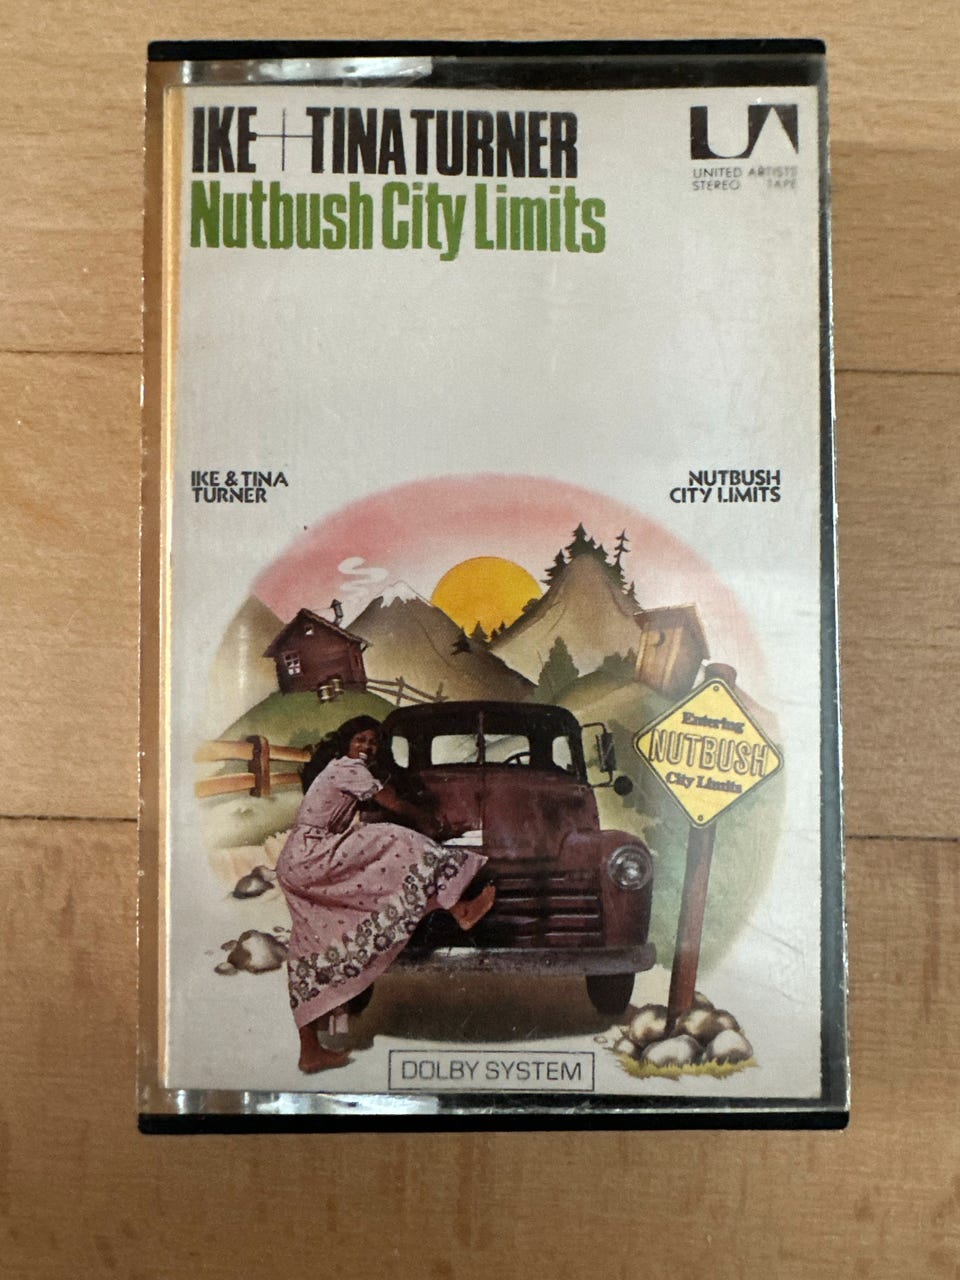 IKE+TINA TURNER
Nutbush City Limits
UA
UNITED ARTISTS
STEREO TAPE
IKE & TINA
TURNER
NUTBUSH
CITY LIMITS
Entering
NUTBUSH
City Limits
DOLBY SYSTEM